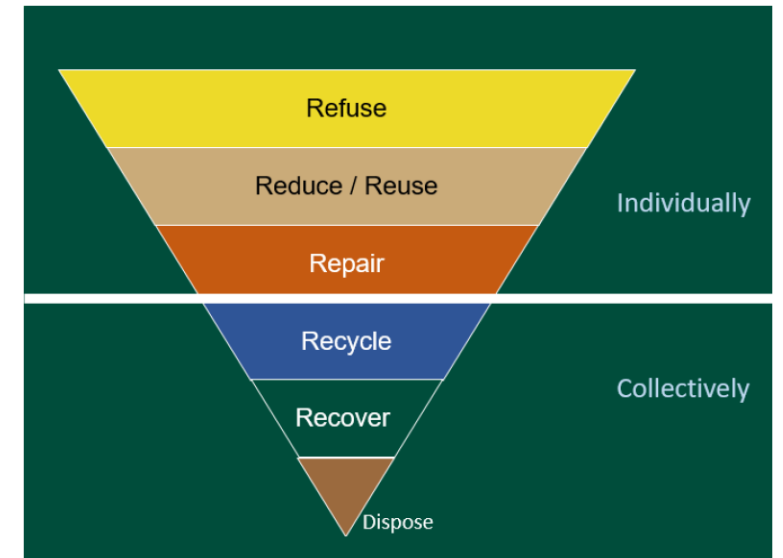 Refuse
Reduce / Reuse
Individually
Repair
Recycle
Collectively
Recover
Dispose